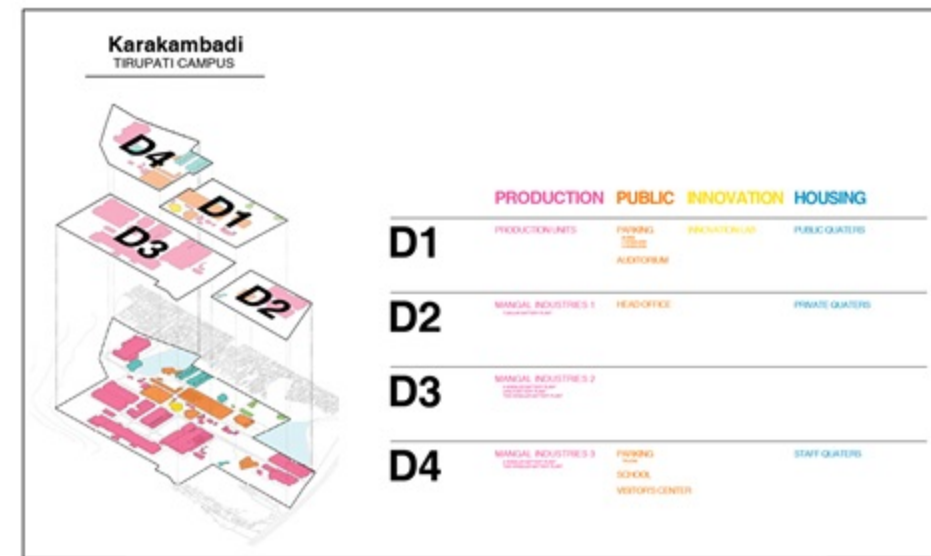 Karakambadi
TIRUPATI CAMPUS
D4
D1
D3
D2
PRODUCTION PUBLIC INNOVATION HOUSING
D1
PRODUCTION UNITS PARKING INNOVATION LAB PUBLIC QUATERS
AUDITORIUM
D2
MANGAL INDUSTRIES 1 HEAD OFFICE PRIVATE QUATERS
D3
MANGAL INDUSTRIES 2
D4
MANGAL INDUSTRIES 3 PARKING STAFF QUATERS
SCHOOL
VISITOR'S CENTER